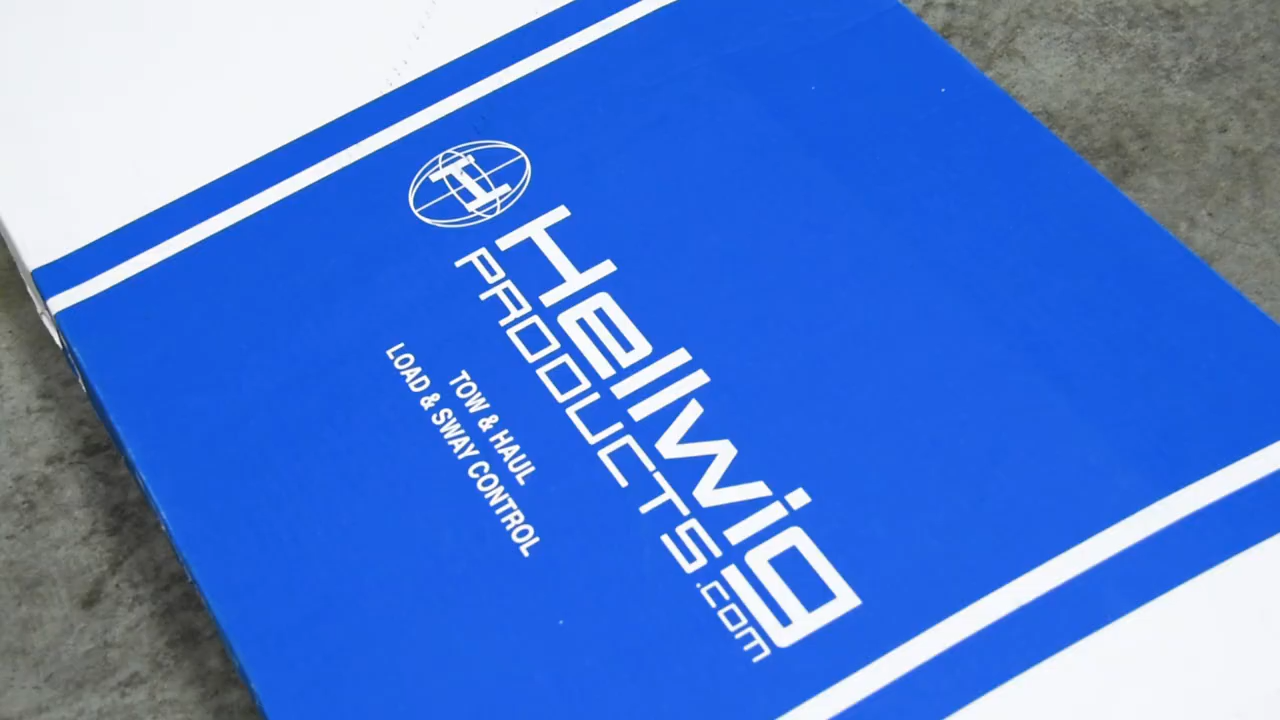 H
Hellwig
PRODUCTS.com
TOW & HAUL
LOAD & SWAY CONTROL